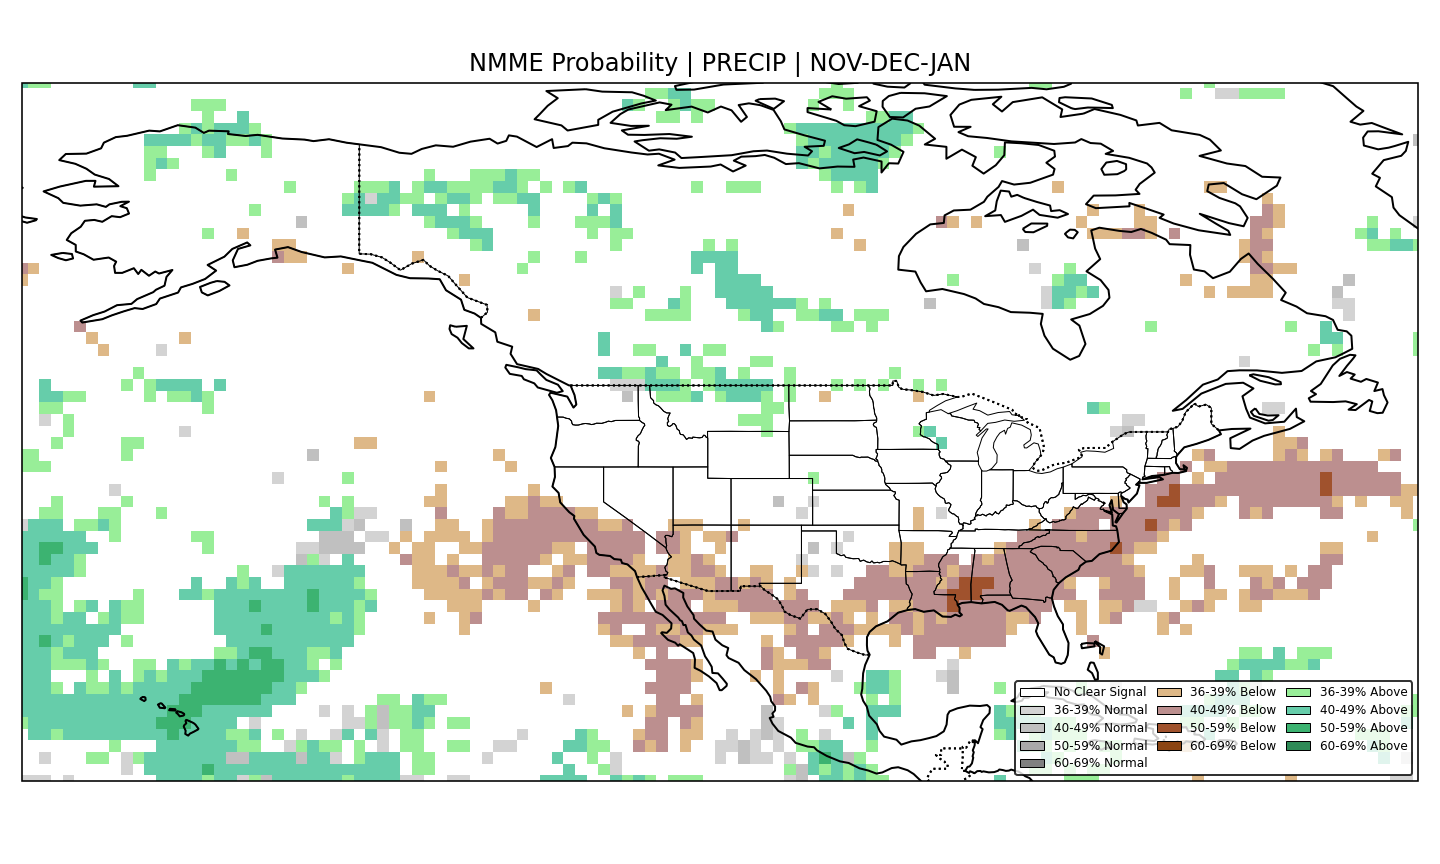 NMME Probability | PRECIP | NOV-DEC-JAN
No Clear Signal
36-39% Normal
40-49% Normal
50-59% Normal
60-69% Normal
36-39% Below
40-49% Below
50-59% Below
60-69% Below
36-39% Above
40-49% Above
50-59% Above
60-69% Above